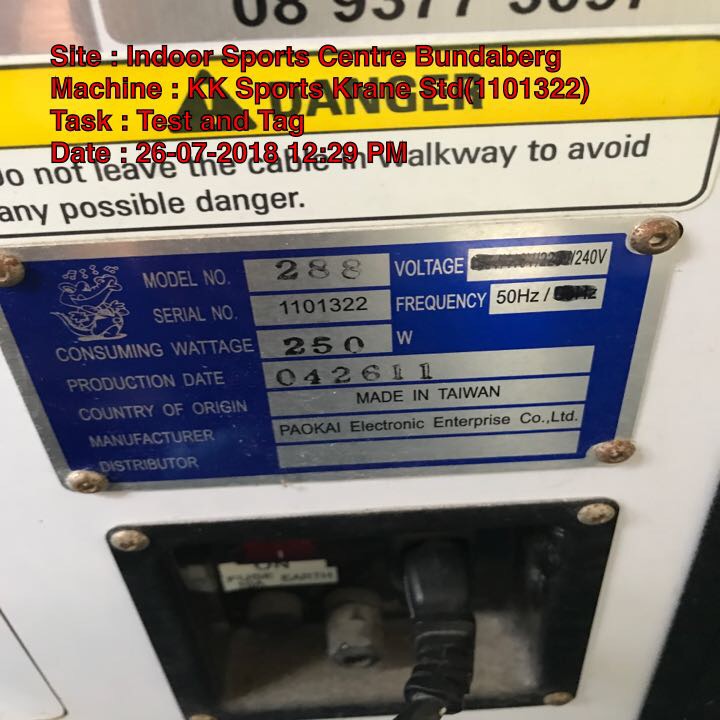 08 9377 3097
Site : Indoor Sports Centre Bundaberg
Machine : KK Sports Krane Std(1101322)
DANGER
Task : Test and Tag
Date : 26-07-2018 12:29 PM
Do not leave the cable in walkway to avoid
any possible danger.
MODEL NO. 288 VOLTAGE /240V
SERIAL NO. 1101322 FREQUENCY 50Hz /
CONSUMING WATTAGE 250 W
PRODUCTION DATE 042611
COUNTRY OF ORIGIN MADE IN TAIWAN
MANUFACTURER PAOKAI Electronic Enterprise Co.,Ltd.
DISTRIBUTOR
ON
FUSE EARTH